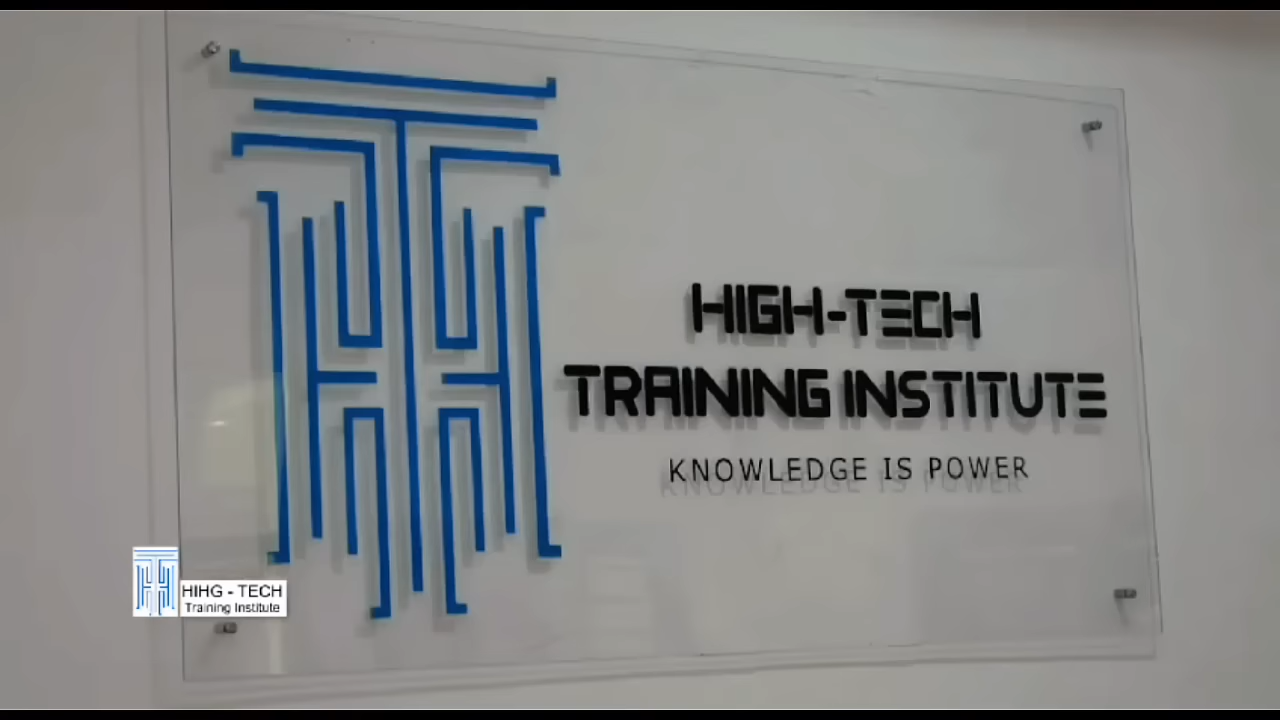 HIGH-TECH
TRAINING INSTITUTE
KNOWLEDGE IS POWER
HIHG - TECH
Training Institute